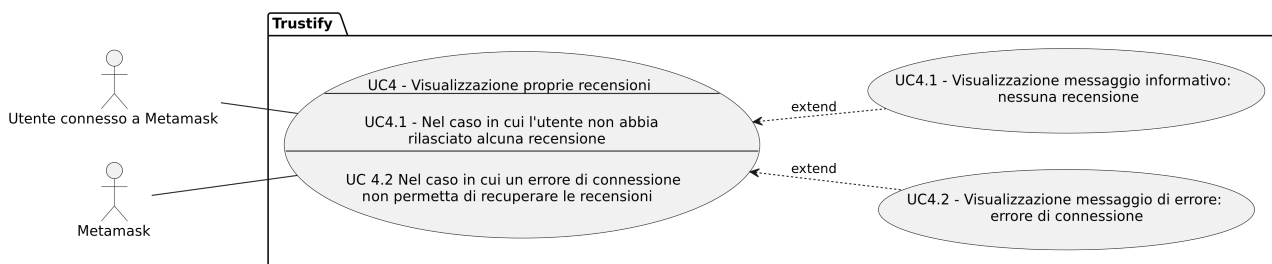 Trustify
Utente connesso a Metamask
Metamask
UC4 - Visualizzazione proprie recensioni
UC4.1 - Nel caso in cui l'utente non abbia
rilasciato alcuna recensione
UC 4.2 Nel caso in cui un errore di connessione
non permetta di recuperare le recensioni
extend
extend
UC4.1 - Visualizzazione messaggio informativo:
nessuna recensione
UC4.2 - Visualizzazione messaggio di errore:
errore di connessione